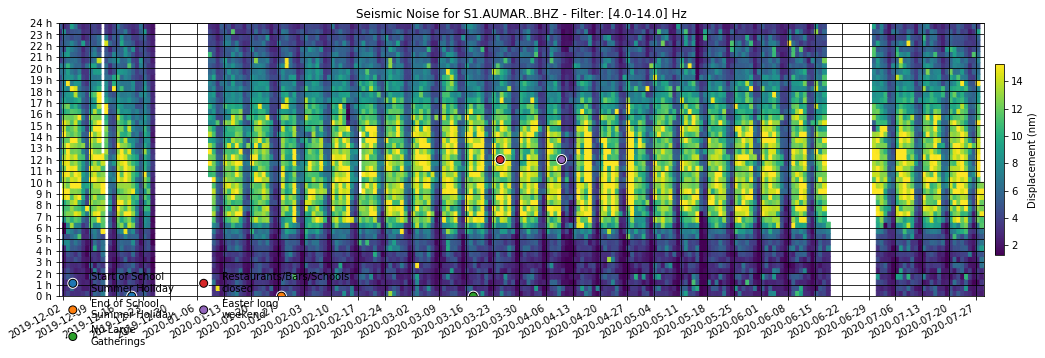 Seismic Noise for S1.AUMAR..BHZ - Filter: [4.0-14.0] Hz
24 h
23 h
22 h
21 h
20 h
19 h
18 h
17 h
16 h
15 h
14 h
13 h
12 h
11 h
10 h
9 h
8 h
7 h
6 h
5 h
4 h
3 h
2 h
1 h
0 h
14
12
10
8
6
4
2
Displacement (nm)
Start of School
Summer Holiday
End of School
Summer Holiday
No Large
Gatherings
Restaurants/Bars/Schools
closed
Easter long
weekend
2019-12-02
2020-01-06
2020-01-13
2020-02-03
2020-02-10
2020-02-17
2020-02-24
2020-03-02
2020-03-09
2020-03-16
2020-03-23
2020-03-30
2020-04-06
2020-04-13
2020-04-20
2020-04-27
2020-05-04
2020-05-11
2020-05-18
2020-05-25
2020-06-01
2020-06-08
2020-06-15
2020-06-22
2020-06-29
2020-07-06
2020-07-13
2020-07-20
2020-07-27